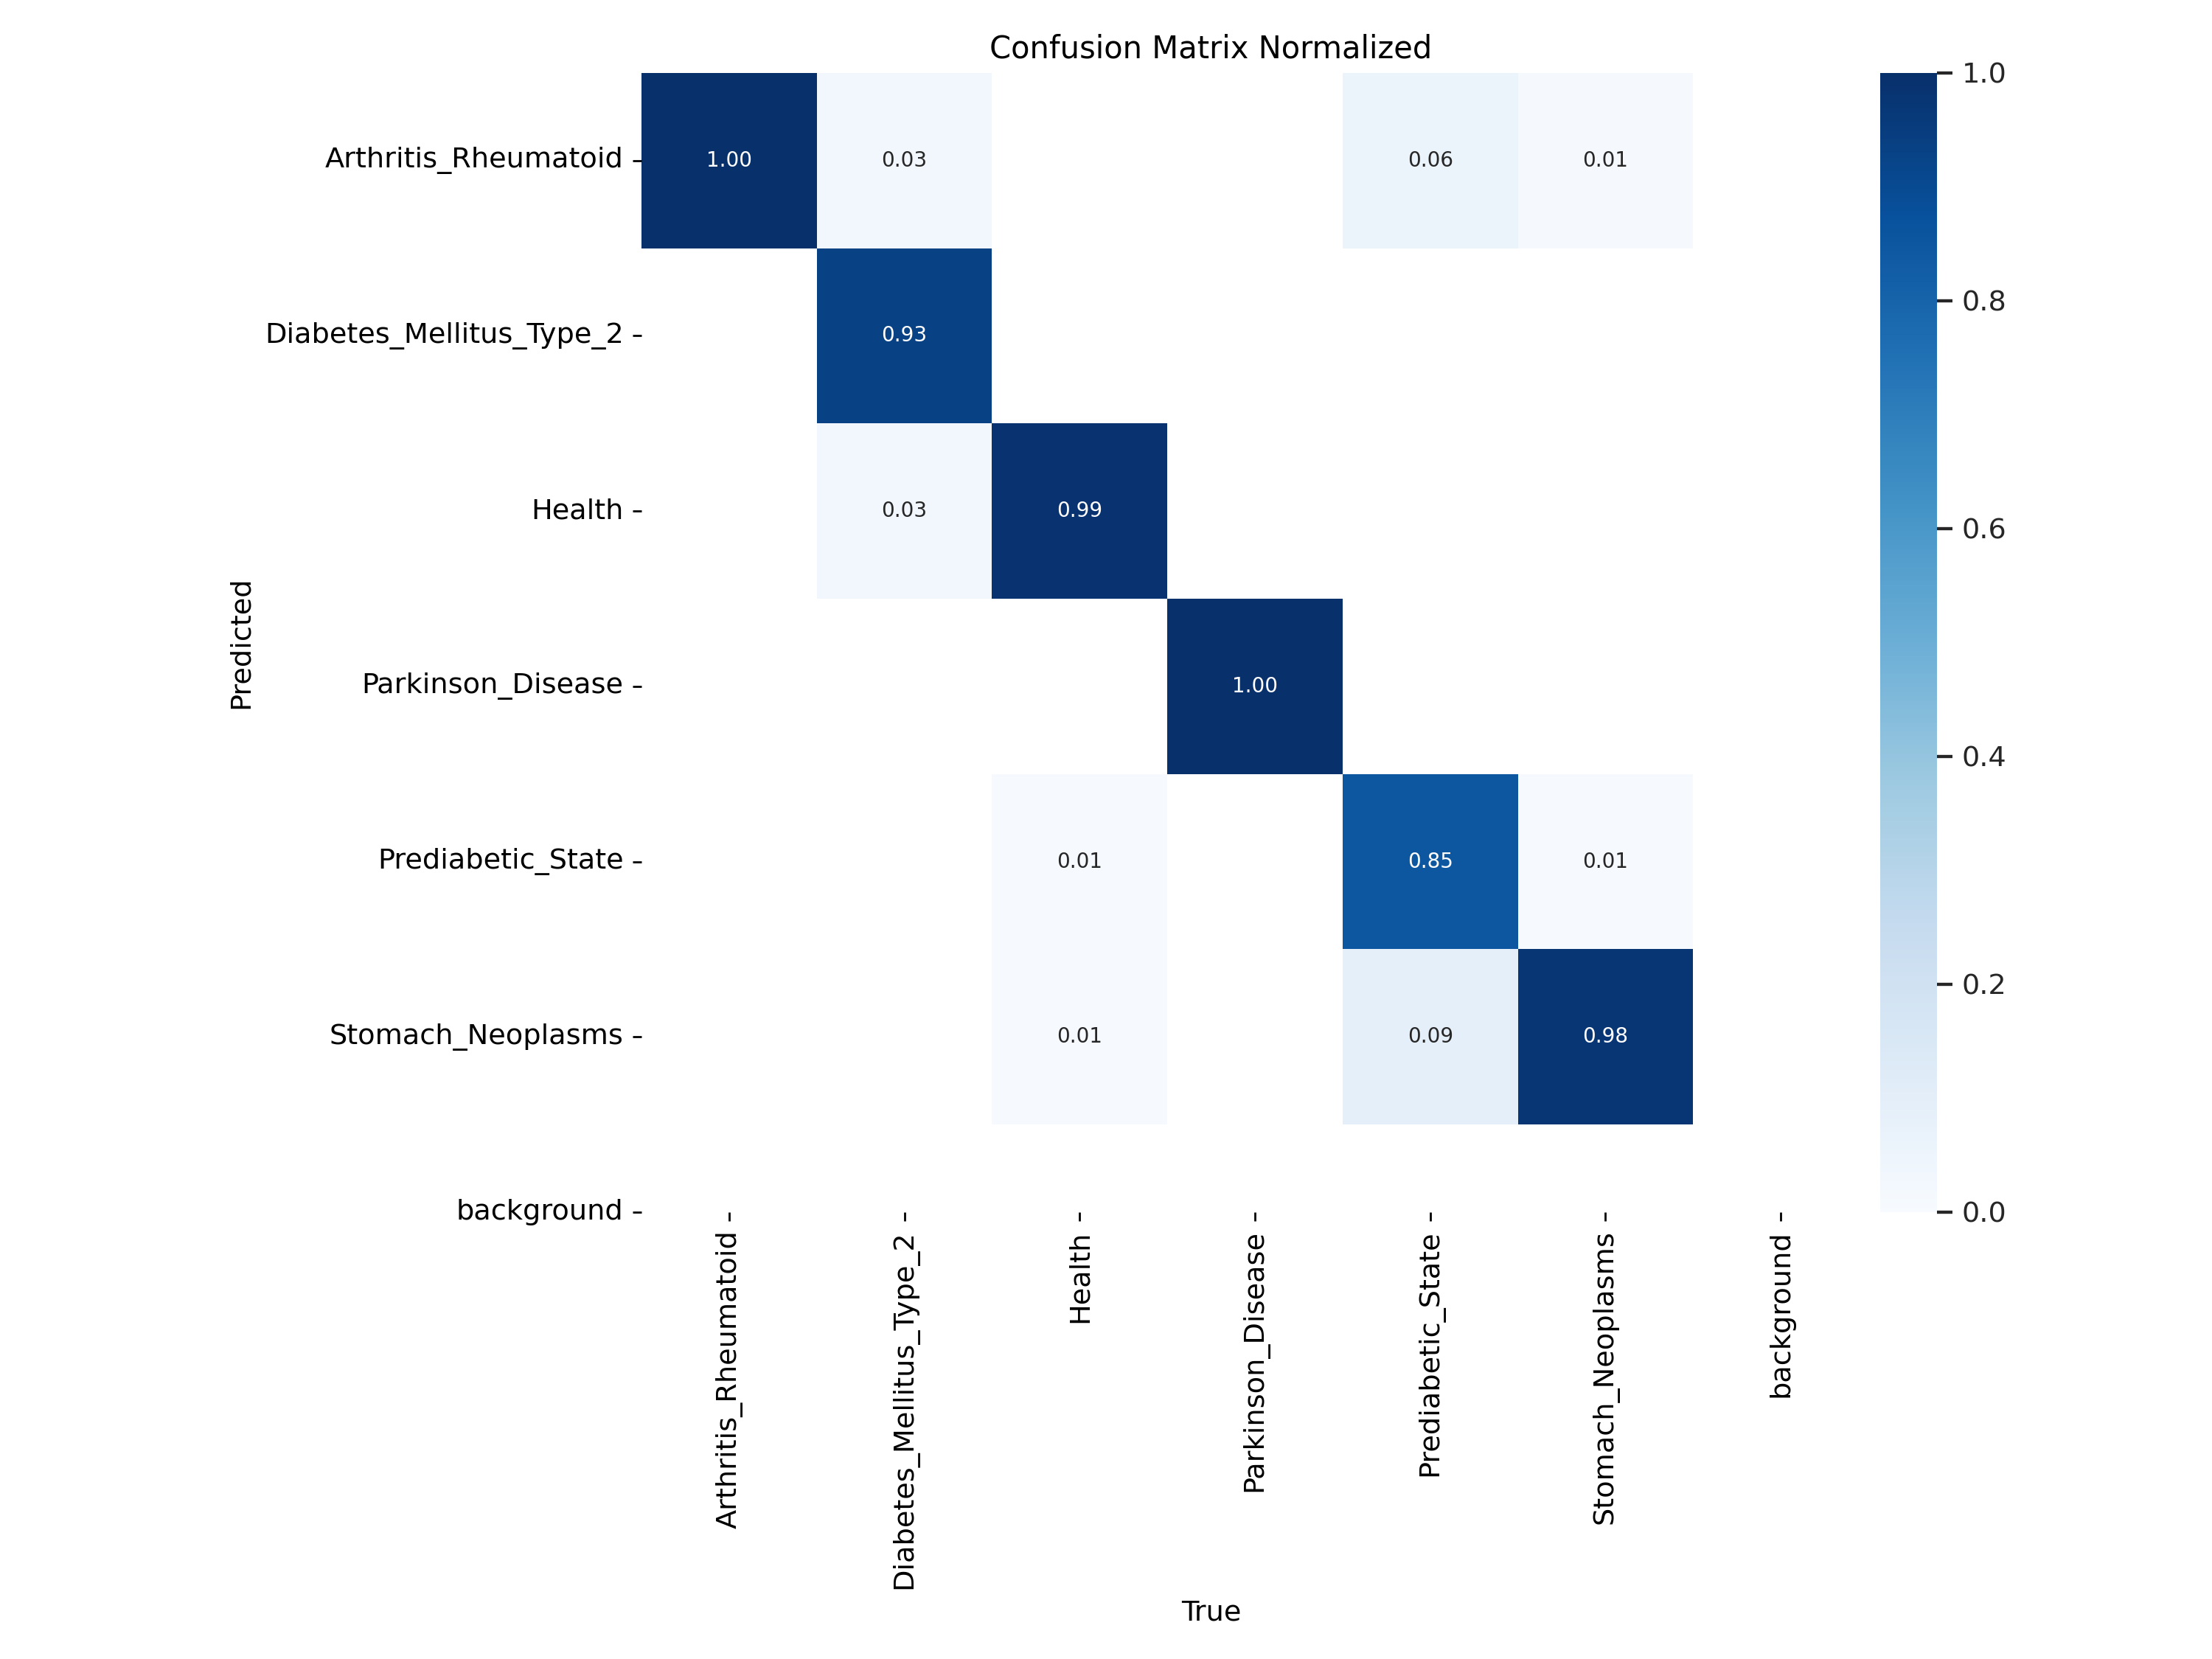 Confusion Matrix Normalized
Arthritis_Rheumatoid
1.00
0.03
0.06
0.01
Diabetes_Mellitus_Type_2
0.93
Health
0.03
0.99
Parkinson_Disease
1.00
Prediabetic_State
0.01
0.85
0.01
Stomach_Neoplasms
0.01
0.09
0.98
background
Predicted
Arthritis_Rheumatoid
Diabetes_Mellitus_Type_2
Health
Parkinson_Disease
Prediabetic_State
Stomach_Neoplasms
background
True
1.0
0.8
0.6
0.4
0.2
0.0